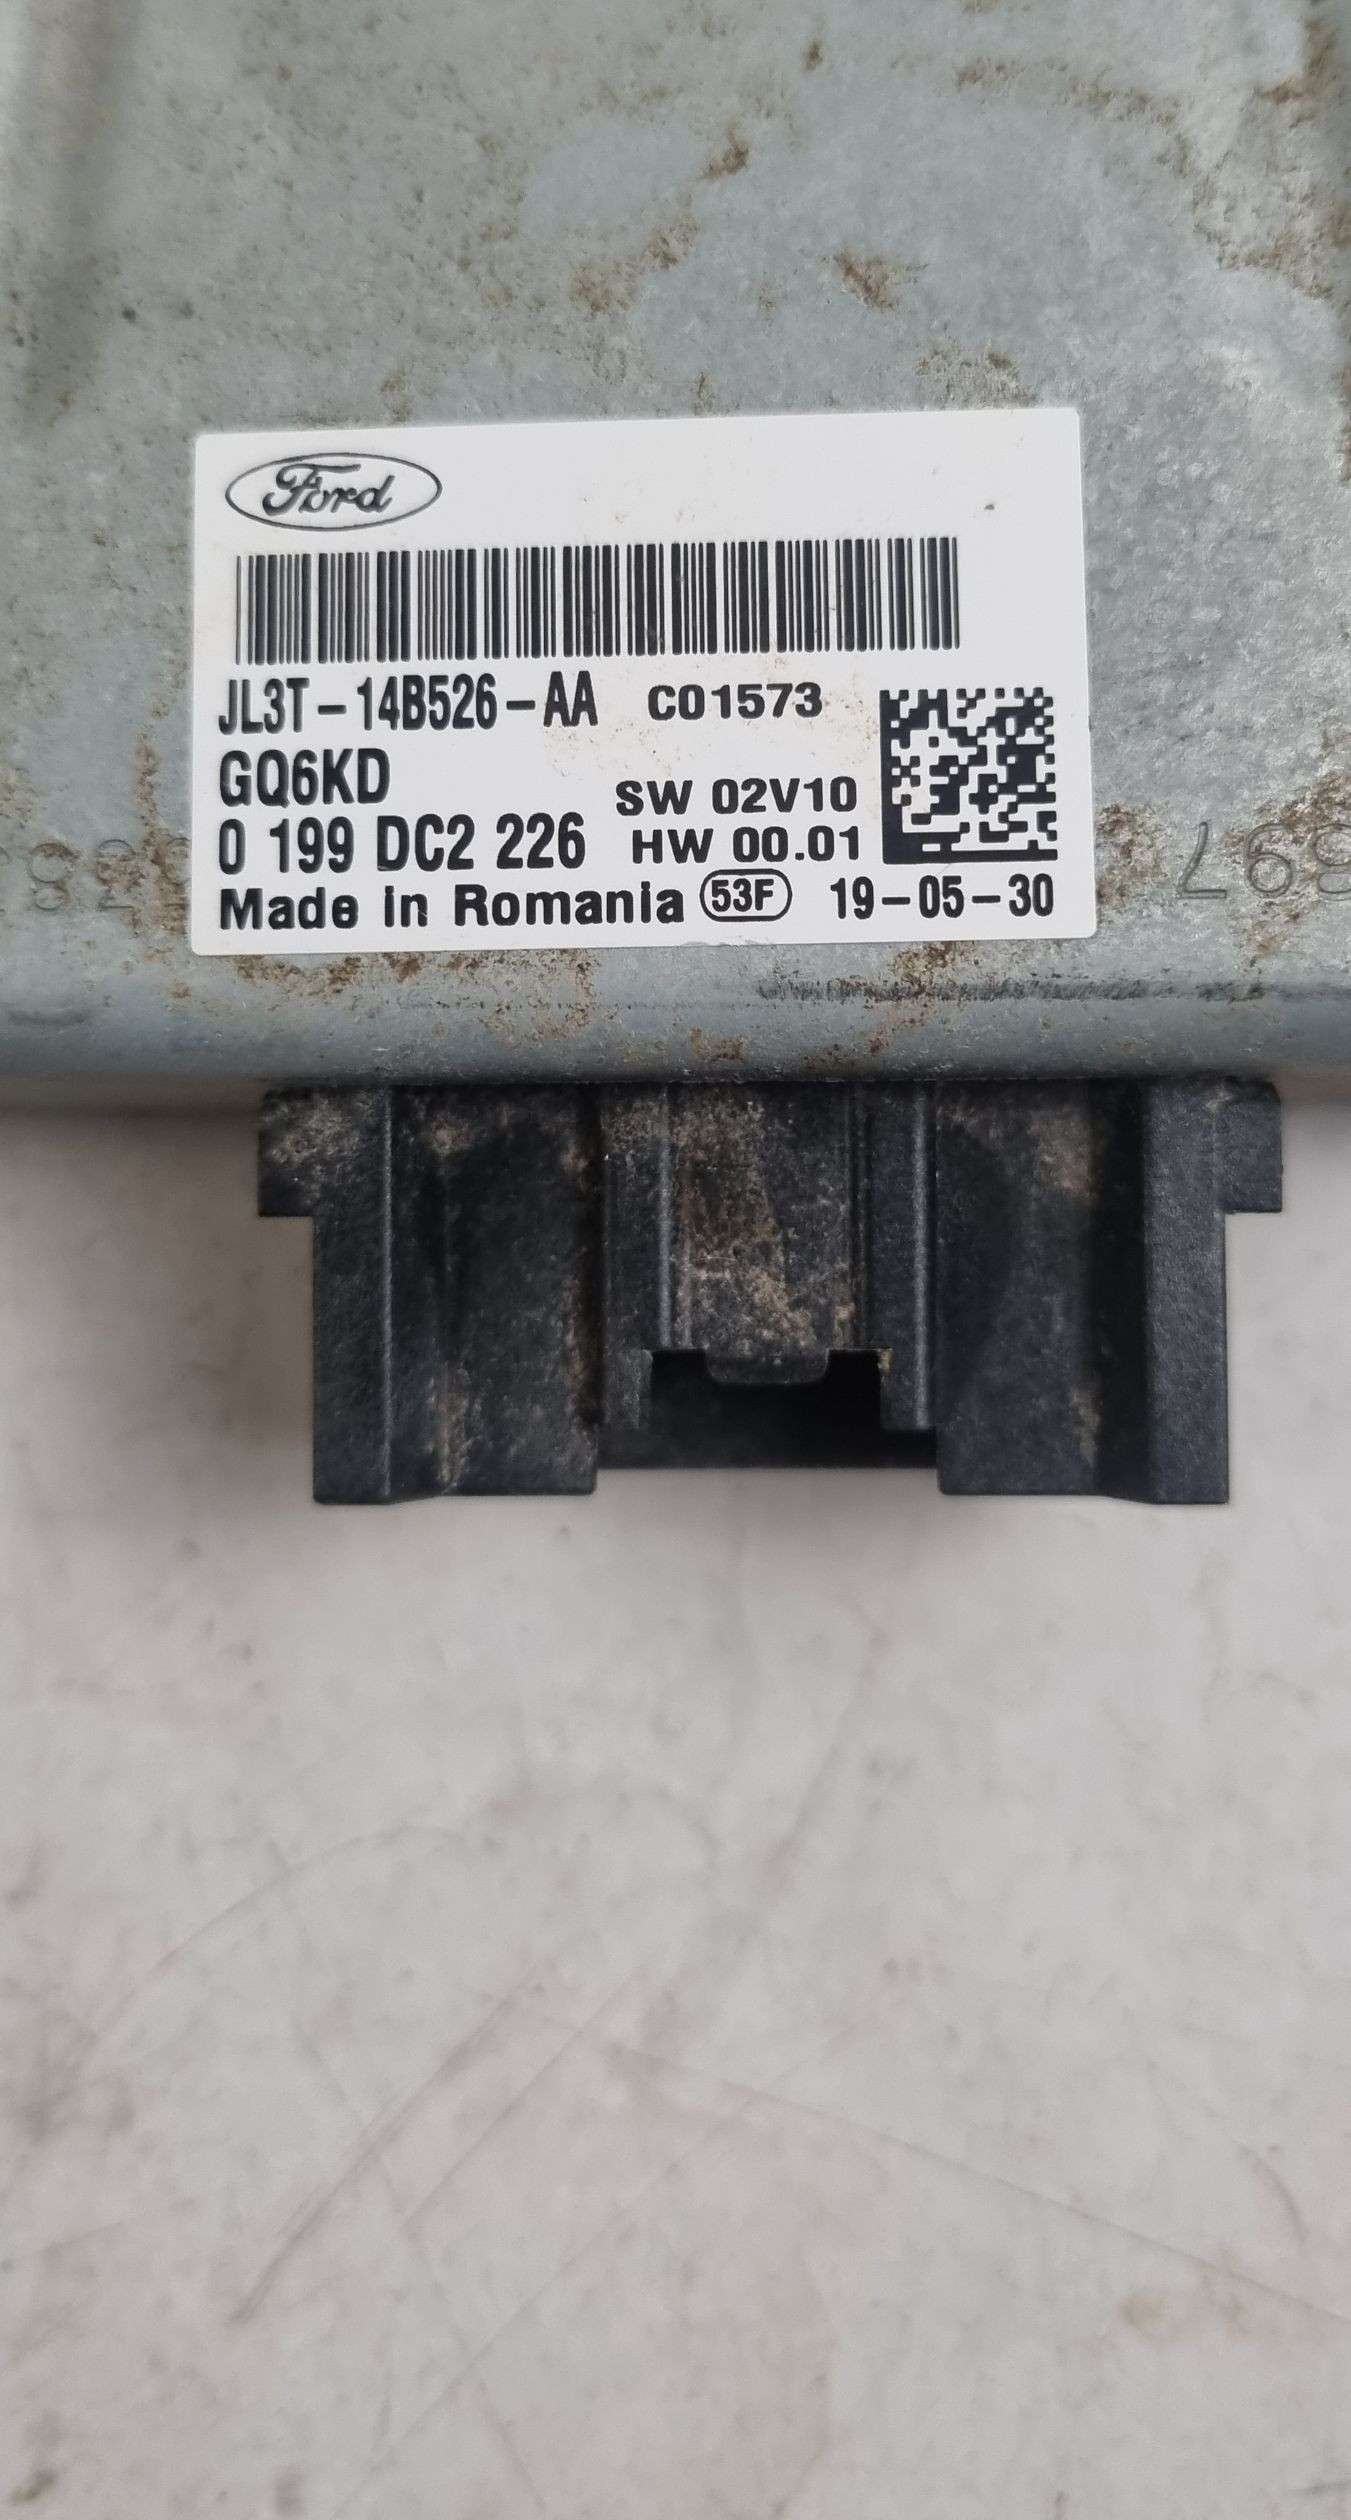 Ford
JL3T-14B526-AA C01573
GQ6KD
SW 02V10
0 199 DC2 226 HW 00.01
Made in Romania 53F 19-05-30